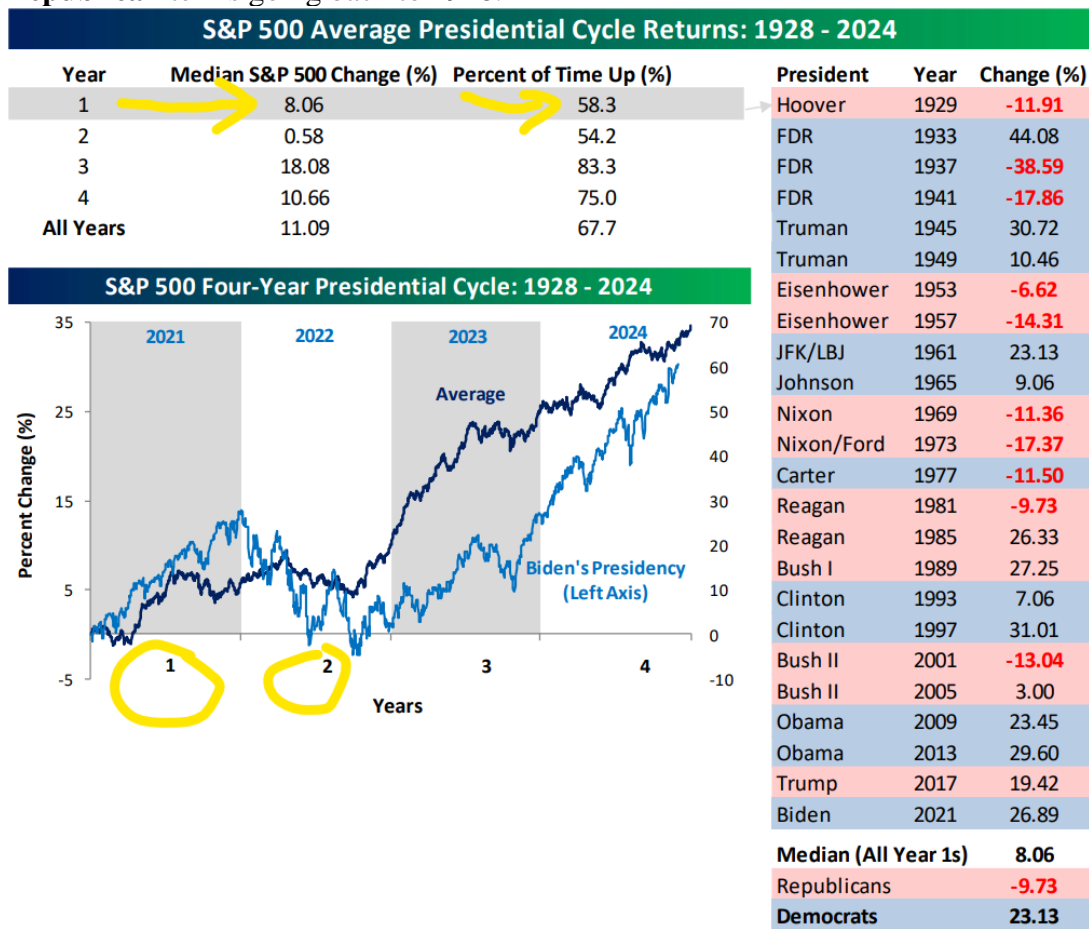 S&P 500 Average Presidential Cycle Returns: 1928 - 2024
Year Median S&P 500 Change (%) Percent of Time Up (%)
1 8.06 58.3
2 0.58 54.2
3 18.08 83.3
4 10.66 75.0
All Years 11.09 67.7
S&P 500 Four-Year Presidential Cycle: 1928 - 2024
35 2021 2022 2023 2024 70
60
Average
25 50
40
15 30
20
Biden's Presidency
(Left Axis)
5 10
0
-5 1 2 3 4 -10
Percent Change (%)
Years
President Year Change (%)
Hoover 1929 -11.91
FDR 1933 44.08
FDR 1937 -38.59
FDR 1941 -17.86
Truman 1945 30.72
Truman 1949 10.46
Eisenhower 1953 -6.62
Eisenhower 1957 -14.31
JFK/LBJ 1961 23.13
Johnson 1965 9.06
Nixon 1969 -11.36
Nixon/Ford 1973 -17.37
Carter 1977 -11.50
Reagan 1981 -9.73
Reagan 1985 26.33
Bush I 1989 27.25
Clinton 1993 7.06
Clinton 1997 31.01
Bush II 2001 -13.04
Bush II 2005 3.00
Obama 2009 23.45
Obama 2013 29.60
Trump 2017 19.42
Biden 2021 26.89
Median (All Year 1s) 8.06
Republicans -9.73
Democrats 23.13